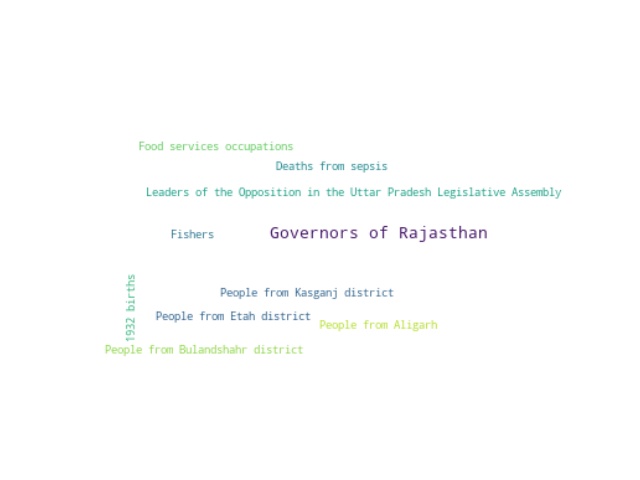 Food services occupations
Deaths from sepsis
Leaders of the Opposition in the Uttar Pradesh Legislative Assembly
Fishers
Governors of Rajasthan
1932 births
People from Kasganj district
People from Etah district
People from Aligarh
People from Bulandshahr district